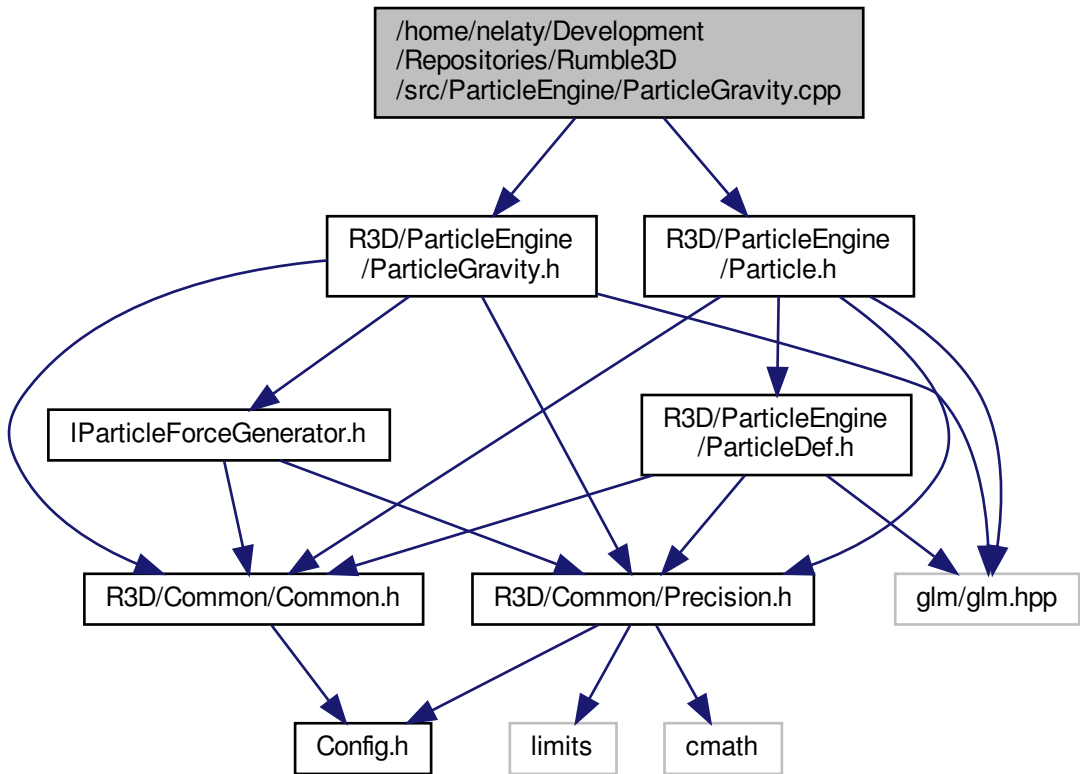 /home/nelaty/Development
/Repositories/Rumble3D
/src/ParticleEngine/ParticleGravity.cpp
R3D/ParticleEngine
/ParticleGravity.h
R3D/ParticleEngine
/Particle.h
IParticleForceGenerator.h
R3D/ParticleEngine
/ParticleDef.h
R3D/Common/Common.h
R3D/Common/Precision.h
glm/glm.hpp
Config.h
limits
cmath